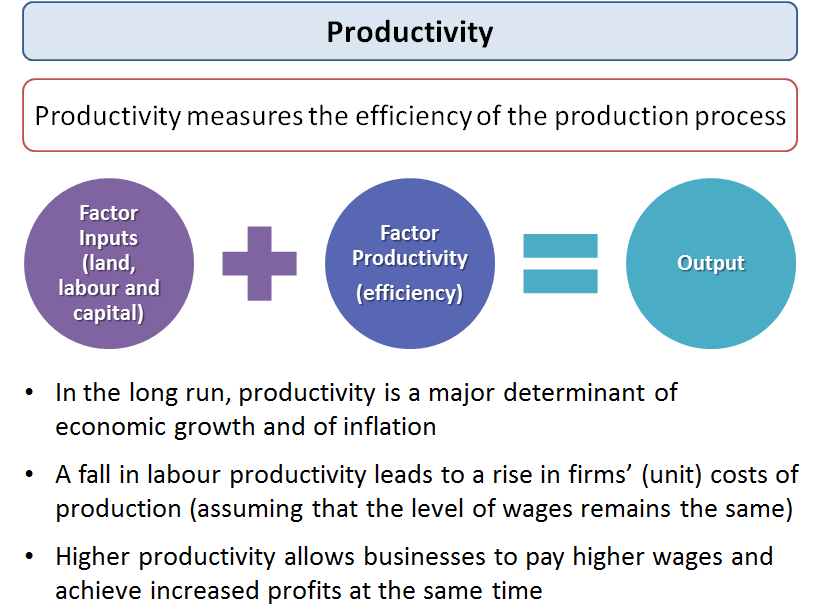 Productivity
Productivity measures the efficiency of the production process
Factor
Inputs
(land,
labour and
capital)
Factor
Productivity
(efficiency)
Output
• In the long run, productivity is a major determinant of
economic growth and of inflation
• A fall in labour productivity leads to a rise in firms’ (unit) costs of
production (assuming that the level of wages remains the same)
• Higher productivity allows businesses to pay higher wages and
achieve increased profits at the same time